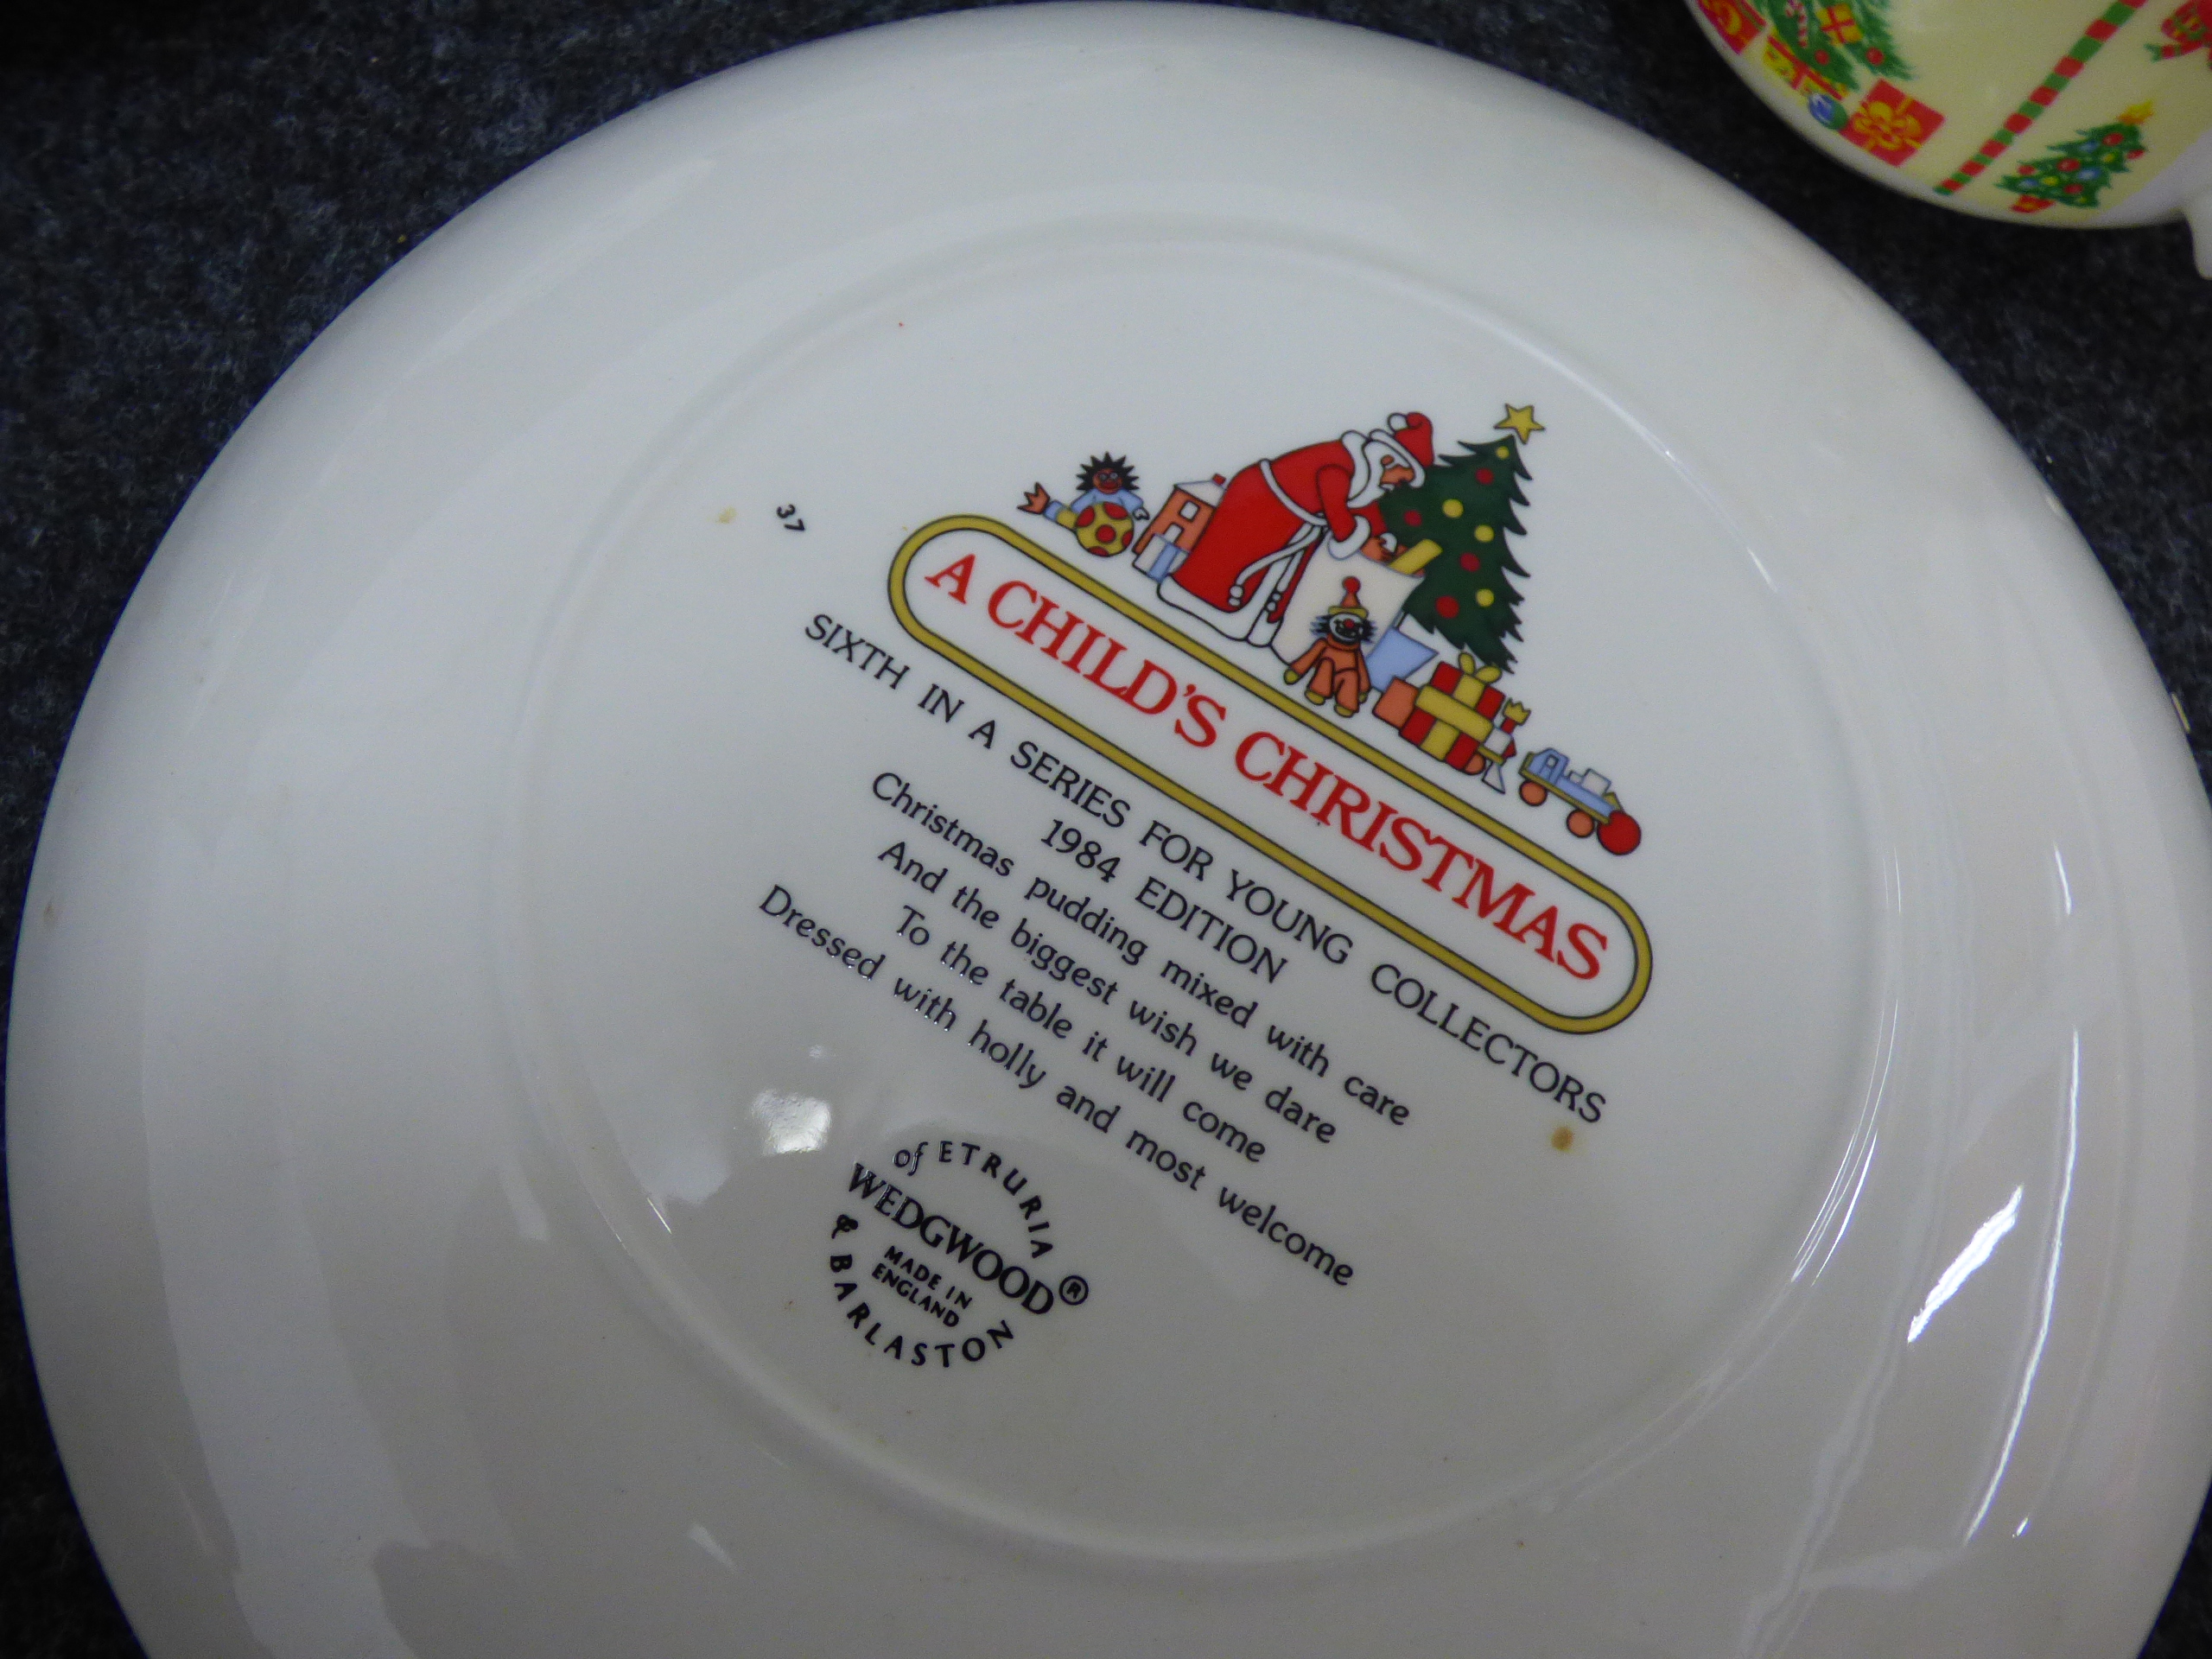 37
A CHILD'S CHRISTMAS
SIXTH IN A SERIES FOR YOUNG COLLECTORS
1984 EDITION
Christmas pudding mixed with care
And the biggest wish we dare
To the table it will come
Dressed with holly and most welcome
of ETRURIA
WEDGWOOD®
MADE IN
ENGLAND
& BARLASTON